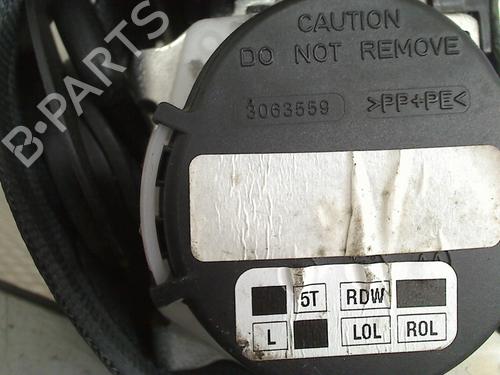 CAUTION
DO NOT REMOVE
3063559 >PP+PE<
B-PARTS
5T RDW
L LOL ROL